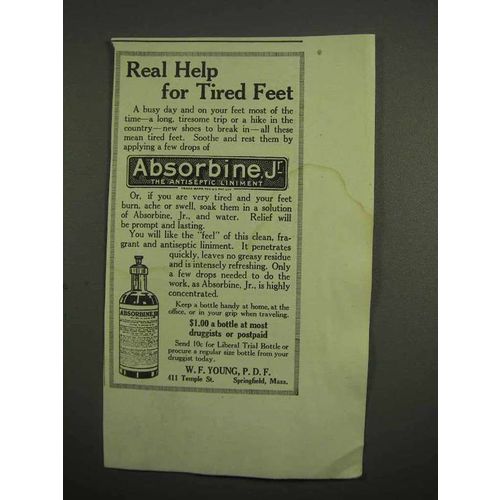 Real Help
for Tired Feet
A busy day and on your feet most of the
time—a long, tiresome trip or a hike in the
country—new shoes to break in—all these
mean tired feet. Soothe and rest them by
applying a few drops of
Absorbine, Jr.
THE ANTISEPTIC LINIMENT
Or, if you are very tired and your feet
burn, ache or swell, soak them in a solution
of Absorbine, Jr., and water. Relief will
be prompt and lasting.
You will like the "feel" of this clean, fra-
grant and antiseptic liniment. It penetrates
quickly, leaves no greasy residue
and is intensely refreshing. Only
a few drops needed to do the
work, as Absorbine, Jr., is highly
concentrated.
Keep a bottle handy at home, at the
office, or in your grip when traveling.
$1.00 a bottle at most
druggists or postpaid
Send 10c for Liberal Trial Bottle or
procure a regular size bottle from your
druggist today.
W. F. YOUNG, P. D. F.
411 Temple St. Springfield, Mass.
ABSORBINE, JR